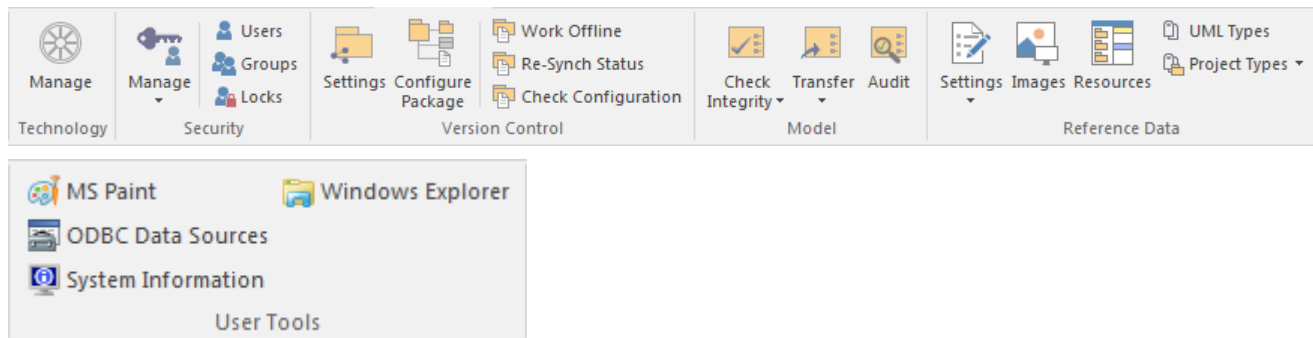 Manage
Technology
Manage
Users
Groups
Locks
Security
Settings
Configure
Package
Work Offline
Re-Synch Status
Check Configuration
Version Control
Check
Integrity
Transfer
Audit
Model
Settings
Images
Resources
UML Types
Project Types
Reference Data
MS Paint
Windows Explorer
ODBC Data Sources
System Information
User Tools